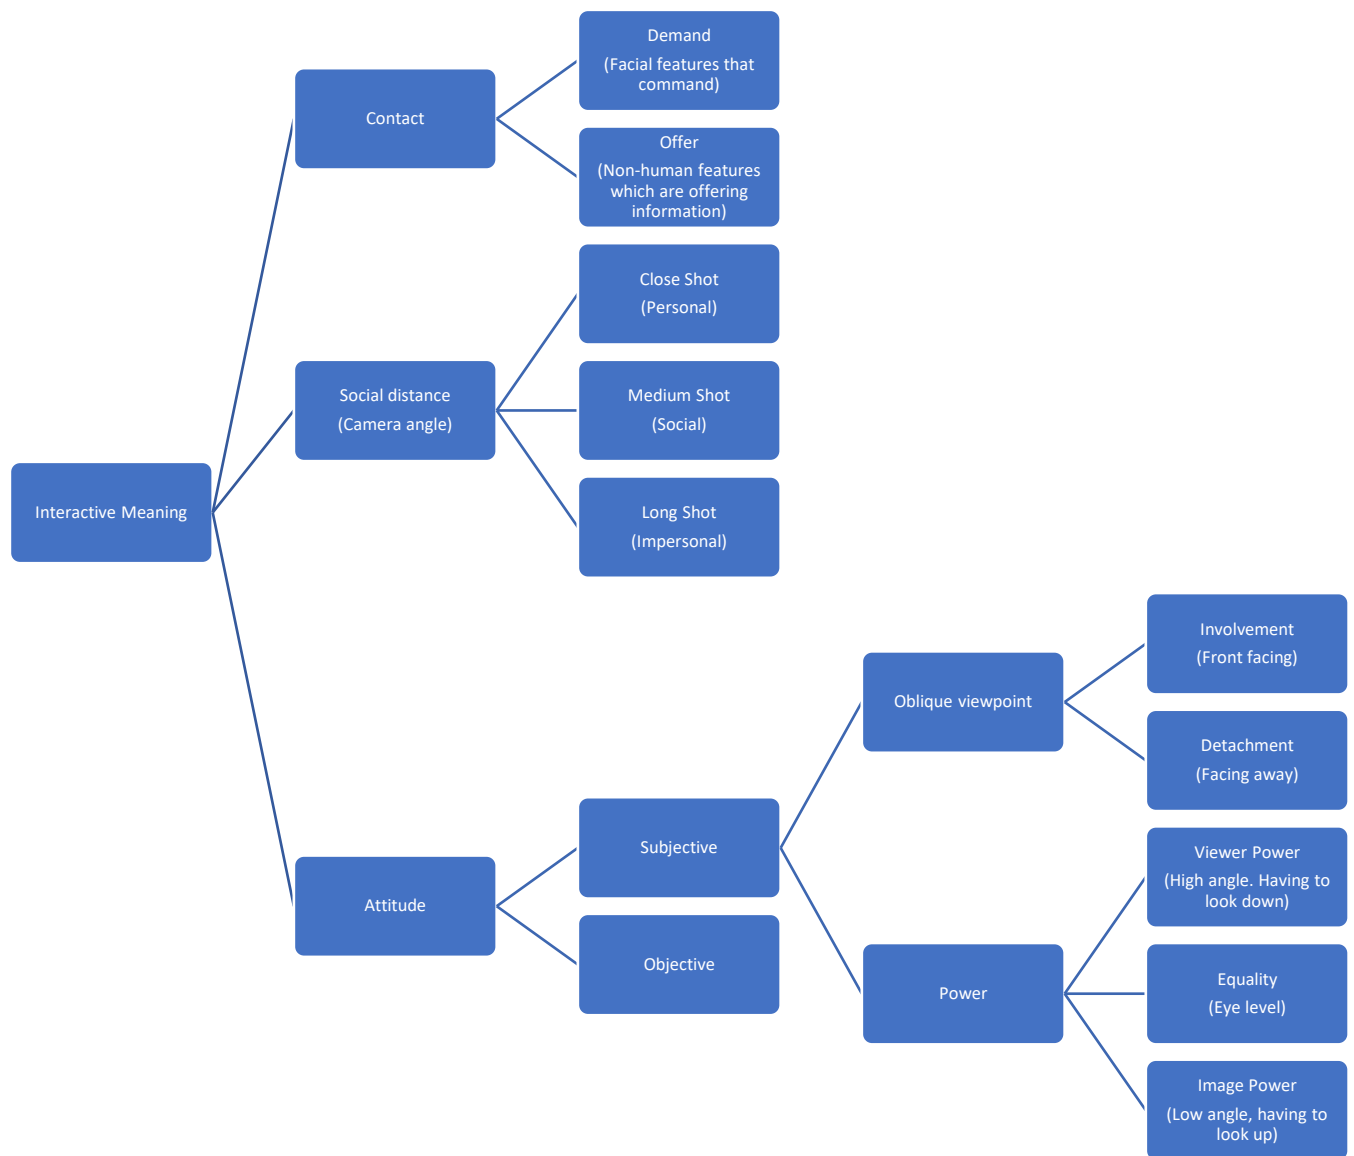 Interactive Meaning
Contact
Demand
(Facial features that
command)
Offer
(Non-human features
which are offering
information)
Social distance
(Camera angle)
Close Shot
(Personal)
Medium Shot
(Social)
Long Shot
(Impersonal)
Attitude
Subjective
Oblique viewpoint
Involvement
(Front facing)
Detachment
(Facing away)
Power
Viewer Power
(High angle. Having to
look down)
Equality
(Eye level)
Image Power
(Low angle, having to
look up)
Objective